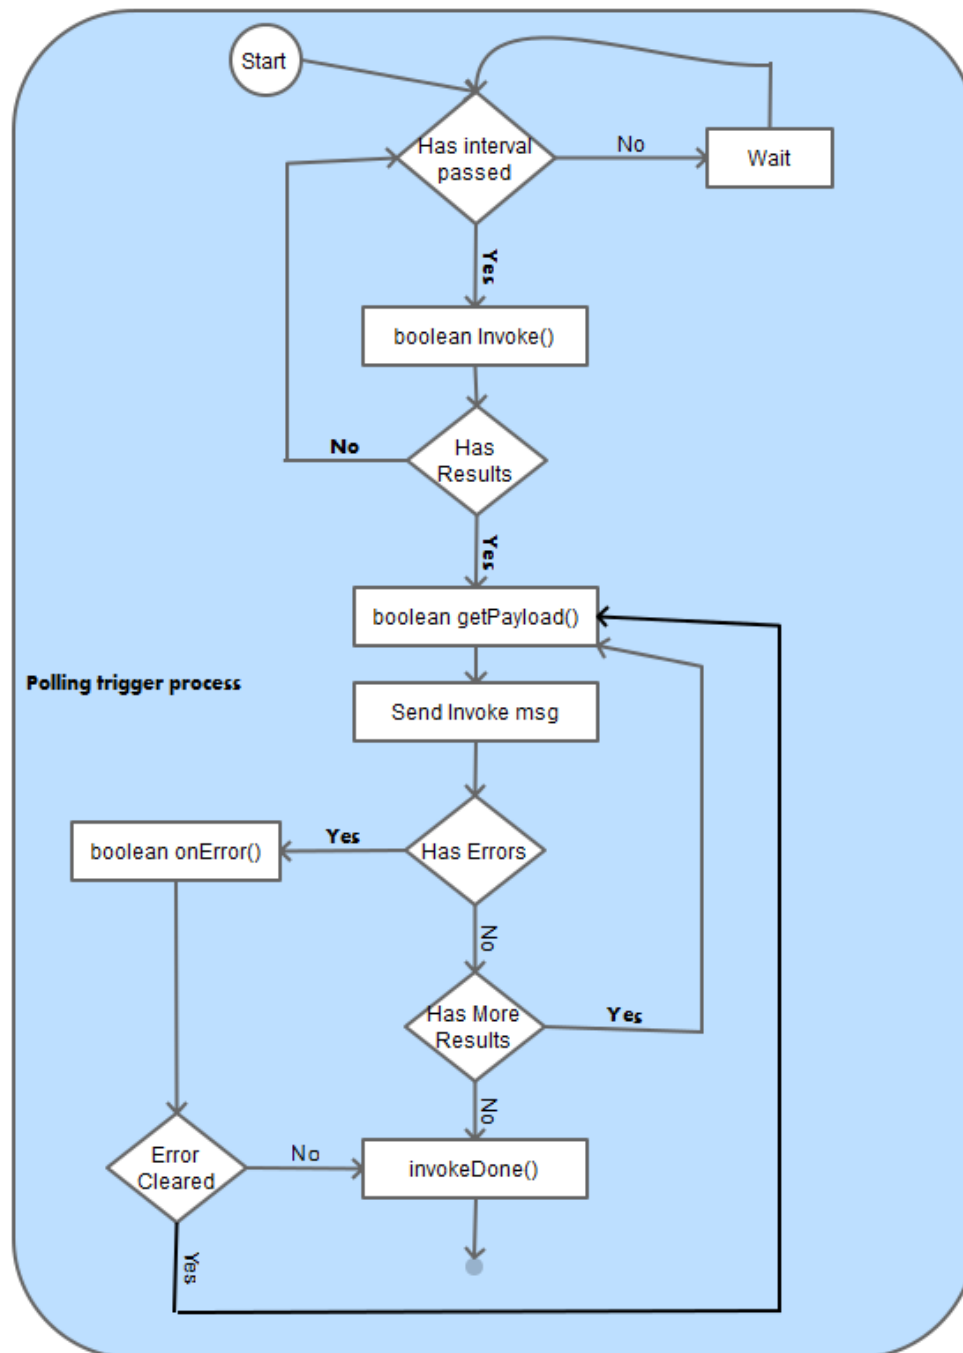 Start
Has interval
passed
No
Wait
Yes
boolean Invoke()
Has
Results
No
Yes
boolean getPayload()
Polling trigger process
Send Invoke msg
Has Errors
Yes
boolean onError()
No
Has More
Results
Yes
No
Error
Cleared
No
invokeDone()
Yes